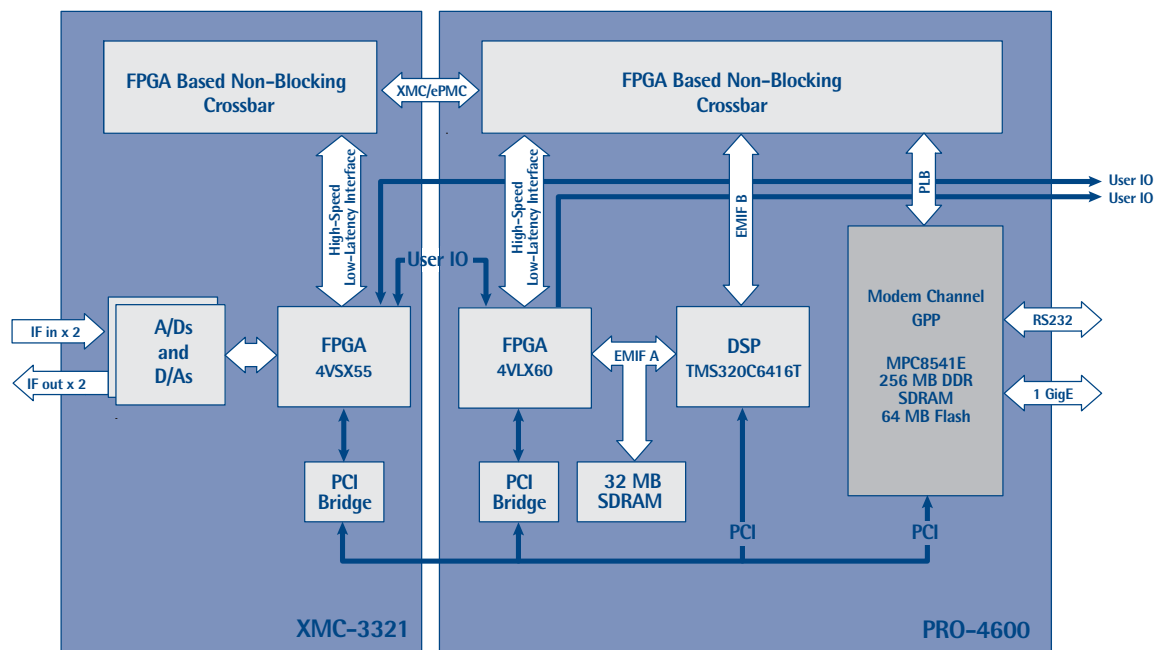 FPGA Based Non-Blocking
Crossbar
XMC/ePMC
FPGA Based Non-Blocking
Crossbar
High-Speed
Low-Latency Interface
High-Speed
Low-Latency Interface
EMIF B
PLB
User IO
User IO
User IO
IF in x 2
IF out x 2
A/Ds
and
D/As
FPGA
4VSX55
FPGA
4VLX60
EMIF A
DSP
TMS320C6416T
Modem Channel
GPP
MPC8541E
256 MB DDR
SDRAM
64 MB Flash
RS232
1 GigE
PCI
Bridge
PCI
Bridge
32 MB
SDRAM
PCI
PCI
XMC-3321
PRO-4600